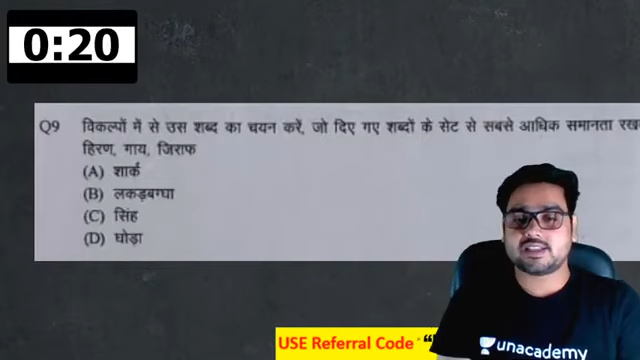 0:20
Q9 विकल्पों में से उस शब्द का चयन करें, जो दिए गए शब्दों के सेट से सबसे आधिक समानता रख
हिरण, गाय, जिराफ
(A) शार्क
(B) लकड़बग्घा
(C) सिंह
(D) घोड़ा
unacademy
USE Referral Code "